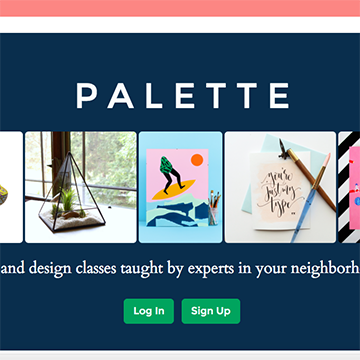 PALETTE
you're
just my
type
and design classes taught by experts in your neighborh
Log In
Sign Up